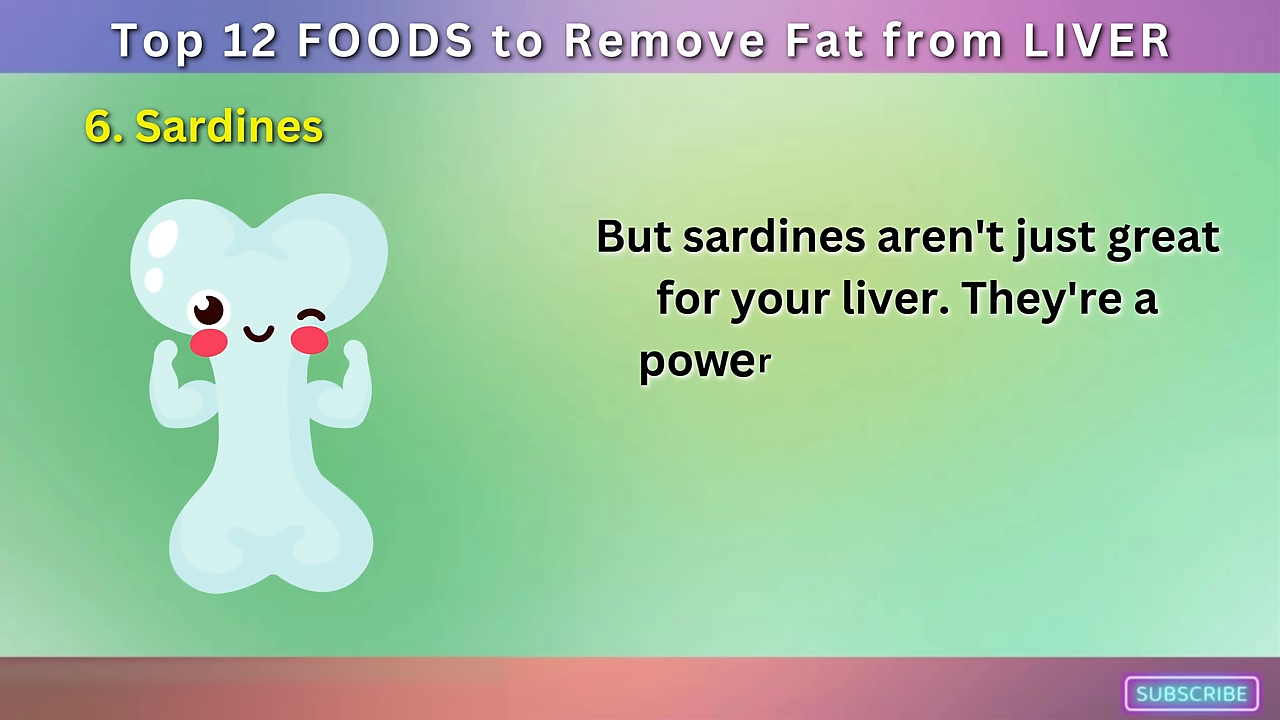 Top 12 FOODS to Remove Fat from LIVER
6. Sardines
But sardines aren't just great
for your liver. They're a
power
SUBSCRIBE